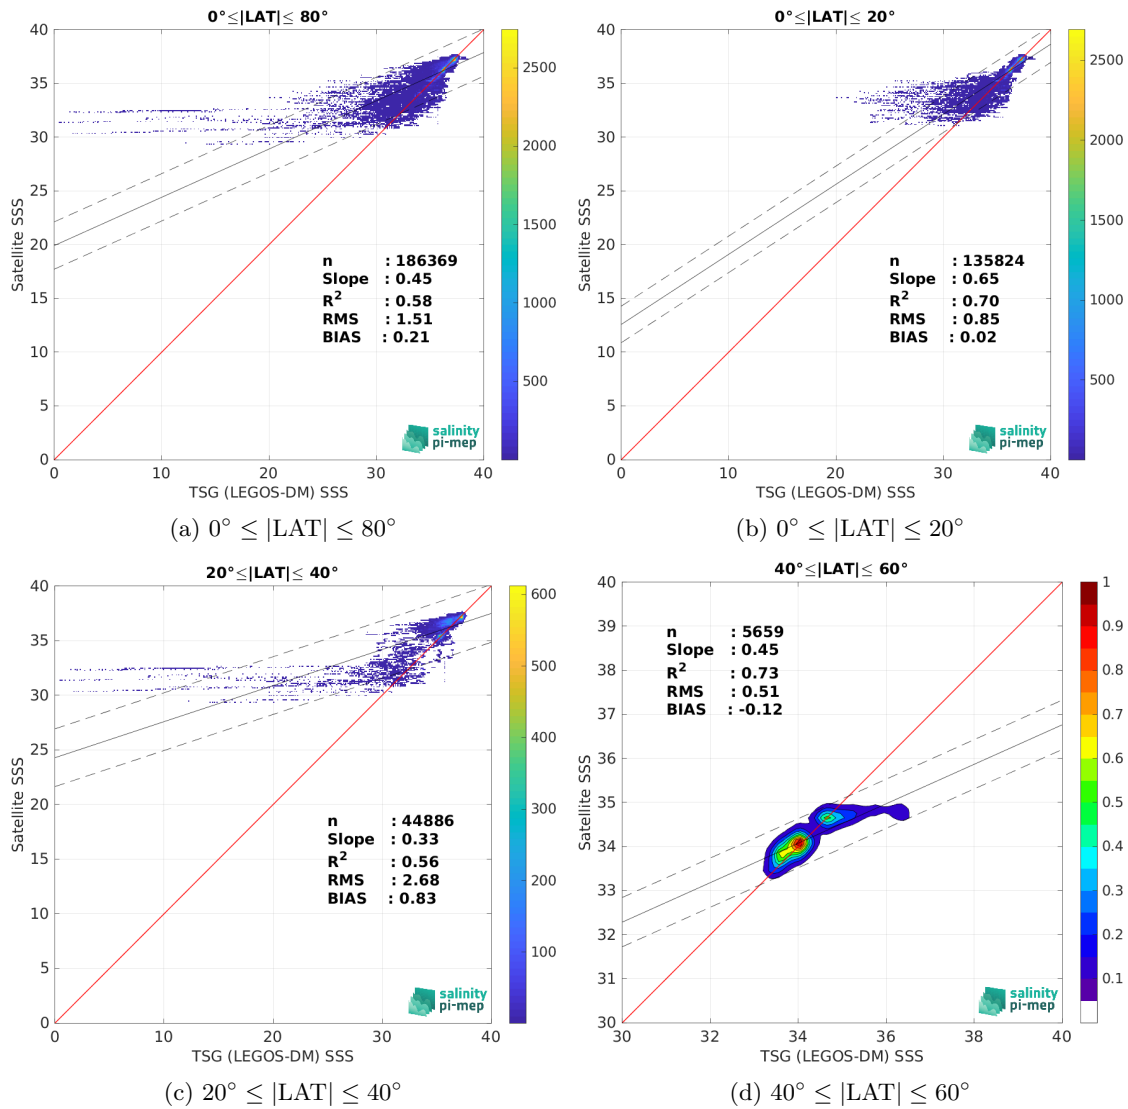 0°≤|LAT|≤ 80°
40
35
30
25
20
15
10
5
0
Satellite SSS
n : 186369
Slope : 0.45
R² : 0.58
RMS : 1.51
BIAS : 0.21
salinity
pi-mep
0 10 20 30 40
TSG (LEGOS-DM) SSS
2500
2000
1500
1000
500
(a) 0° ≤ |LAT| ≤ 80°
0°≤|LAT|≤ 20°
40
35
30
25
20
15
10
5
0
Satellite SSS
n : 135824
Slope : 0.65
R² : 0.70
RMS : 0.85
BIAS : 0.02
salinity
pi-mep
0 10 20 30 40
TSG (LEGOS-DM) SSS
2500
2000
1500
1000
500
(b) 0° ≤ |LAT| ≤ 20°
20°≤|LAT|≤ 40°
40
35
30
25
20
15
10
5
0
Satellite SSS
n : 44886
Slope : 0.33
R² : 0.56
RMS : 2.68
BIAS : 0.83
salinity
pi-mep
0 10 20 30 40
TSG (LEGOS-DM) SSS
600
500
400
300
200
100
(c) 20° ≤ |LAT| ≤ 40°
40°≤|LAT|≤ 60°
40
39
38
37
36
35
34
33
32
31
30
Satellite SSS
n : 5659
Slope : 0.45
R² : 0.73
RMS : 0.51
BIAS : -0.12
salinity
pi-mep
30 32 34 36 38 40
TSG (LEGOS-DM) SSS
1
0.9
0.8
0.7
0.6
0.5
0.4
0.3
0.2
0.1
(d) 40° ≤ |LAT| ≤ 60°